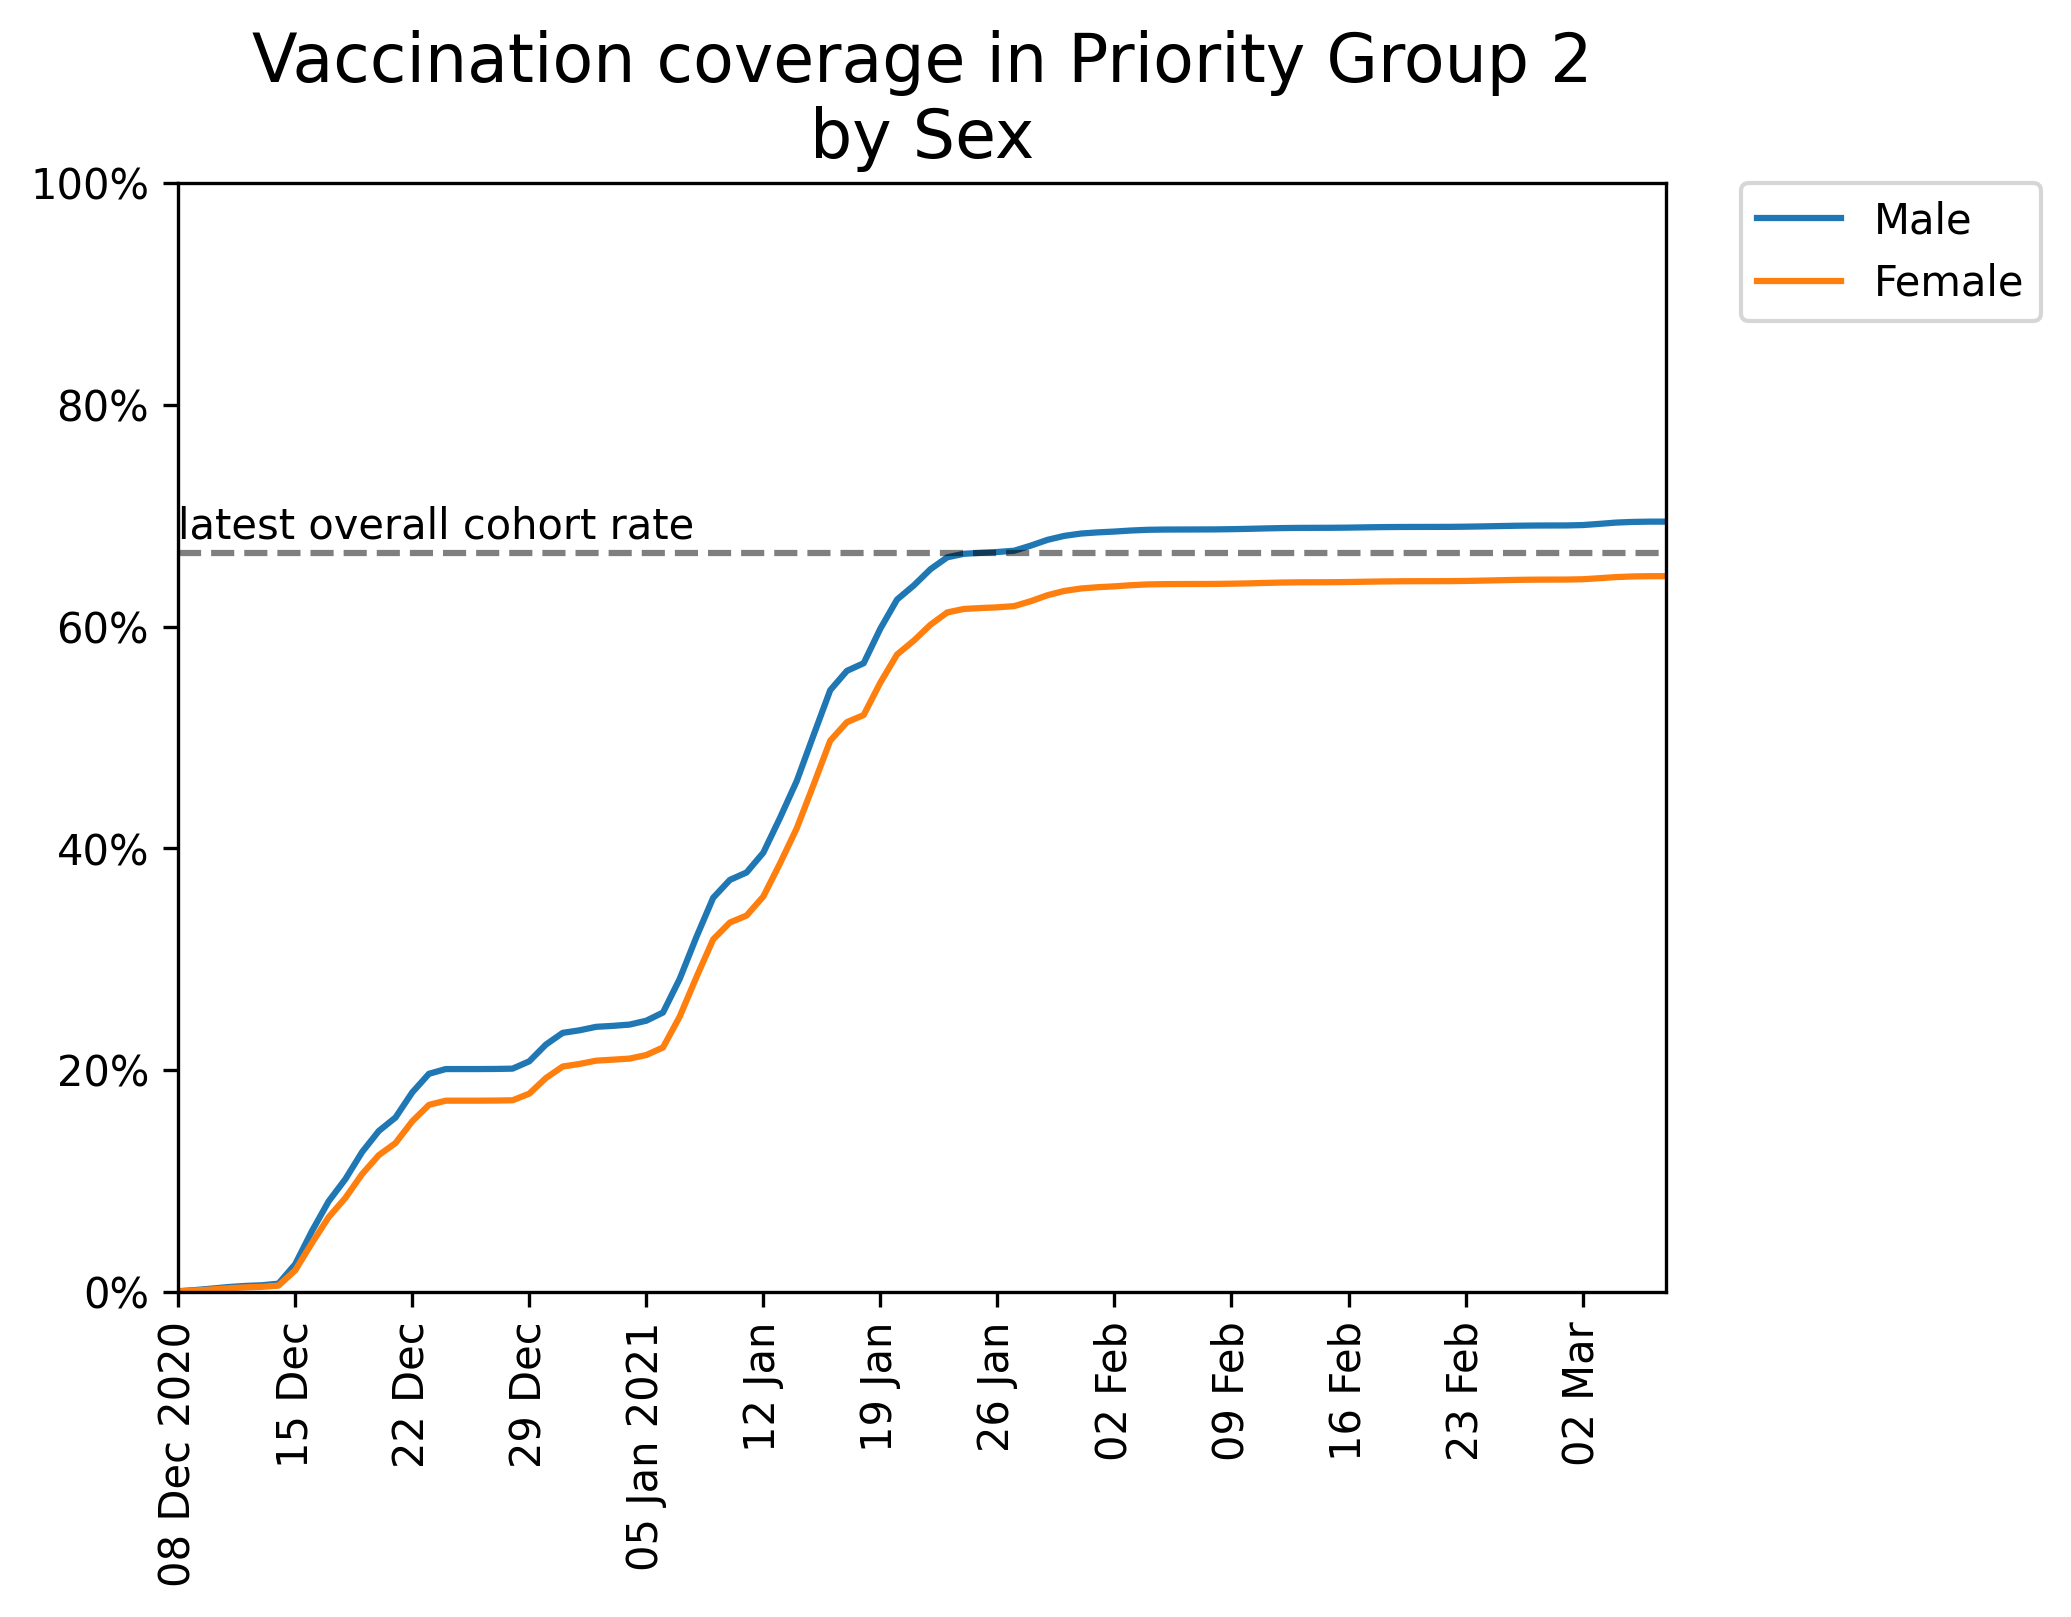 Vaccination coverage in Priority Group 2
by Sex
100%
80%
60%
40%
20%
0%
latest overall cohort rate
Male
Female
08 Dec 2020
15 Dec
22 Dec
29 Dec
05 Jan 2021
12 Jan
19 Jan
26 Jan
02 Feb
09 Feb
16 Feb
23 Feb
02 Mar